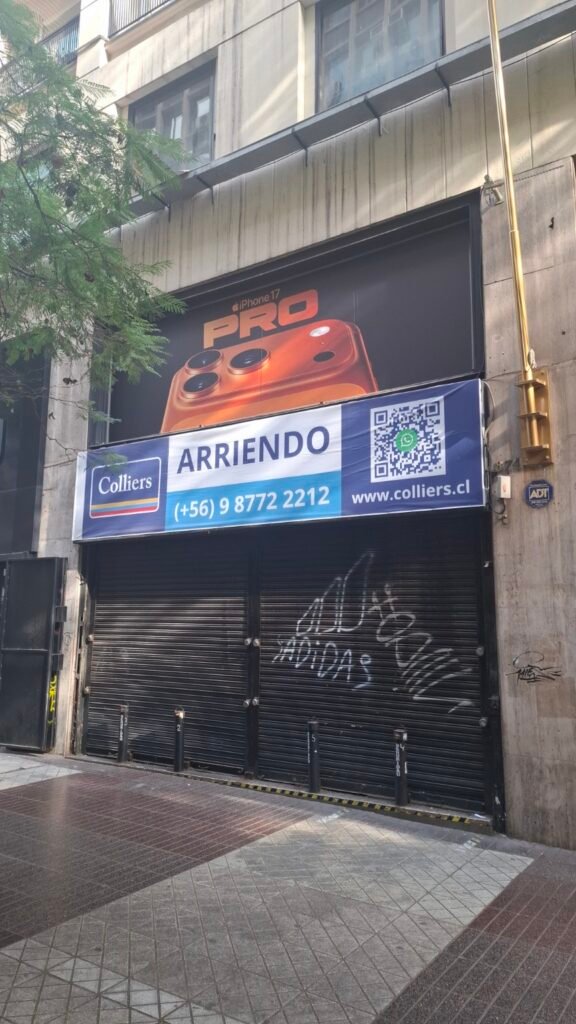 iPhone 17
PRO
Colliers
ARRIENDO
(+56) 9 8772 2212
www.colliers.cl
ADT
ADIDAS